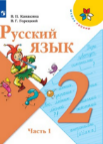 В. П. Канакина
В. Г. Горецкий
Русский язык
2
Часть 1